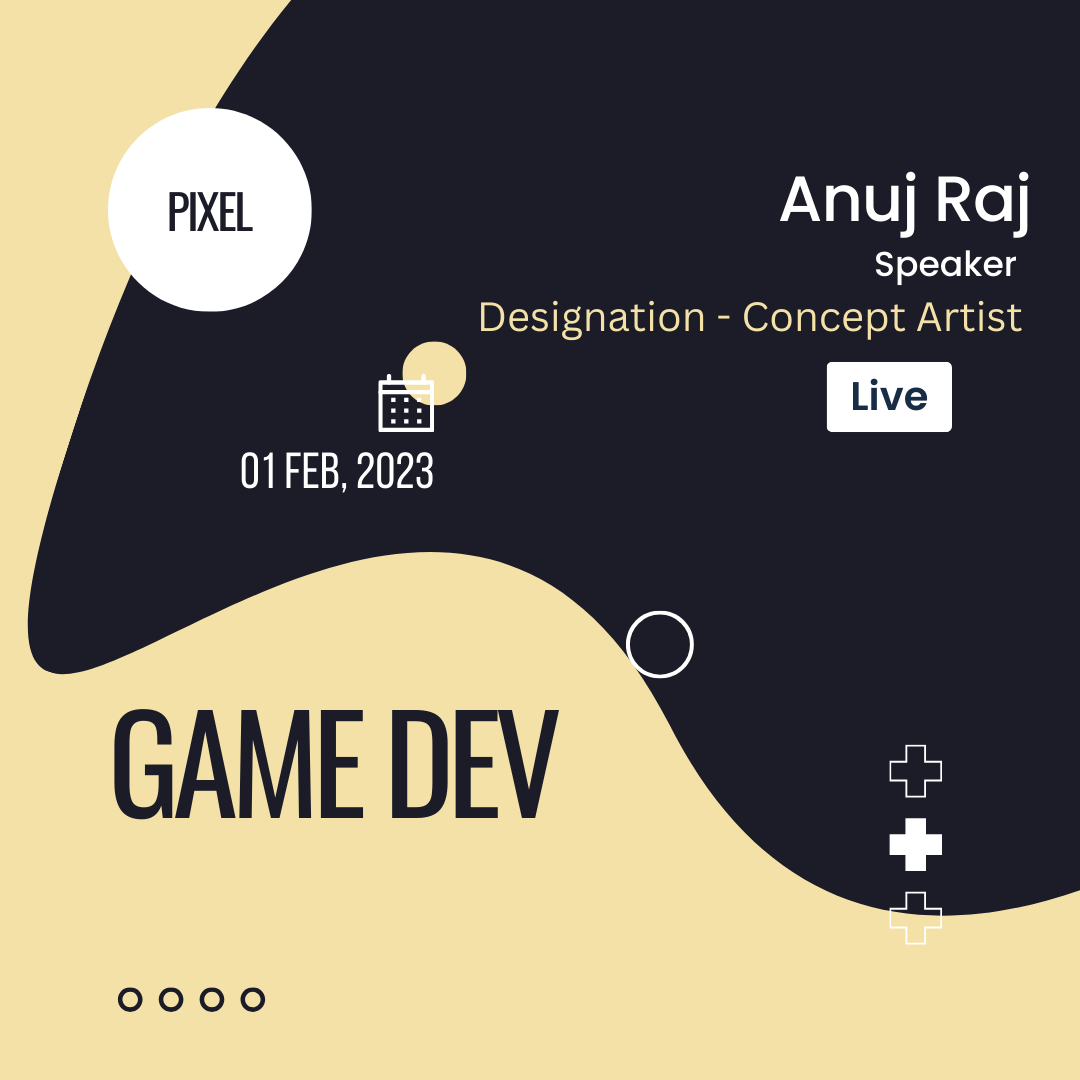 PIXEL
Anuj Raj
Speaker
Designation - Concept Artist
Live
01 FEB, 2023
GAME DEV